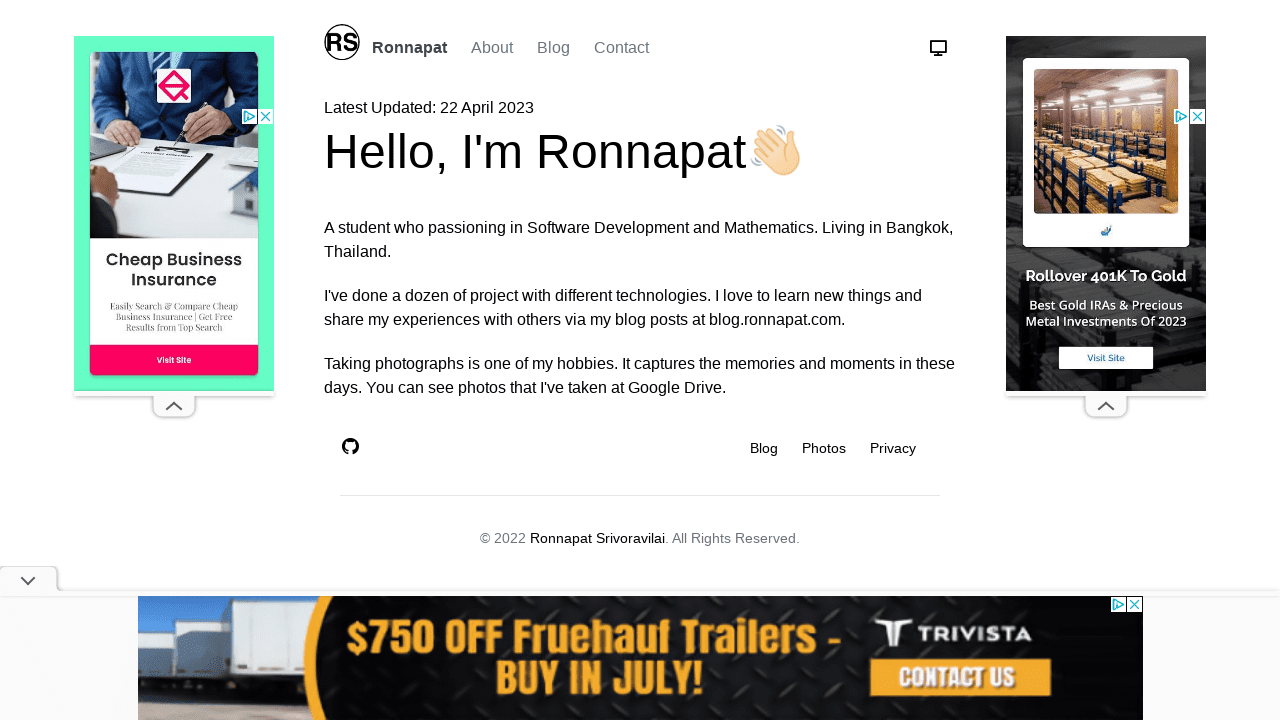 RS
Ronnapat About Blog Contact
Latest Updated: 22 April 2023
Hello, I'm Ronnapat👋🏼
A student who passioning in Software Development and Mathematics. Living in Bangkok,
Thailand.
I've done a dozen of project with different technologies. I love to learn new things and
share my experiences with others via my blog posts at blog.ronnapat.com.
Taking photographs is one of my hobbies. It captures the memories and moments in these
days. You can see photos that I've taken at Google Drive.
Blog Photos Privacy
© 2022 Ronnapat Srivoravilai. All Rights Reserved.
Cheap Business
Insurance
Easily Search & Compare Cheap
Business Insurance | Get Free
Results from Top Search
Visit Site
Rollover 401K To Gold
Best Gold IRAs & Precious
Metal Investments Of 2023
Visit Site
$750 OFF Fruehauf Trailers -
BUY IN JULY!
TRIVISTA
CONTACT US